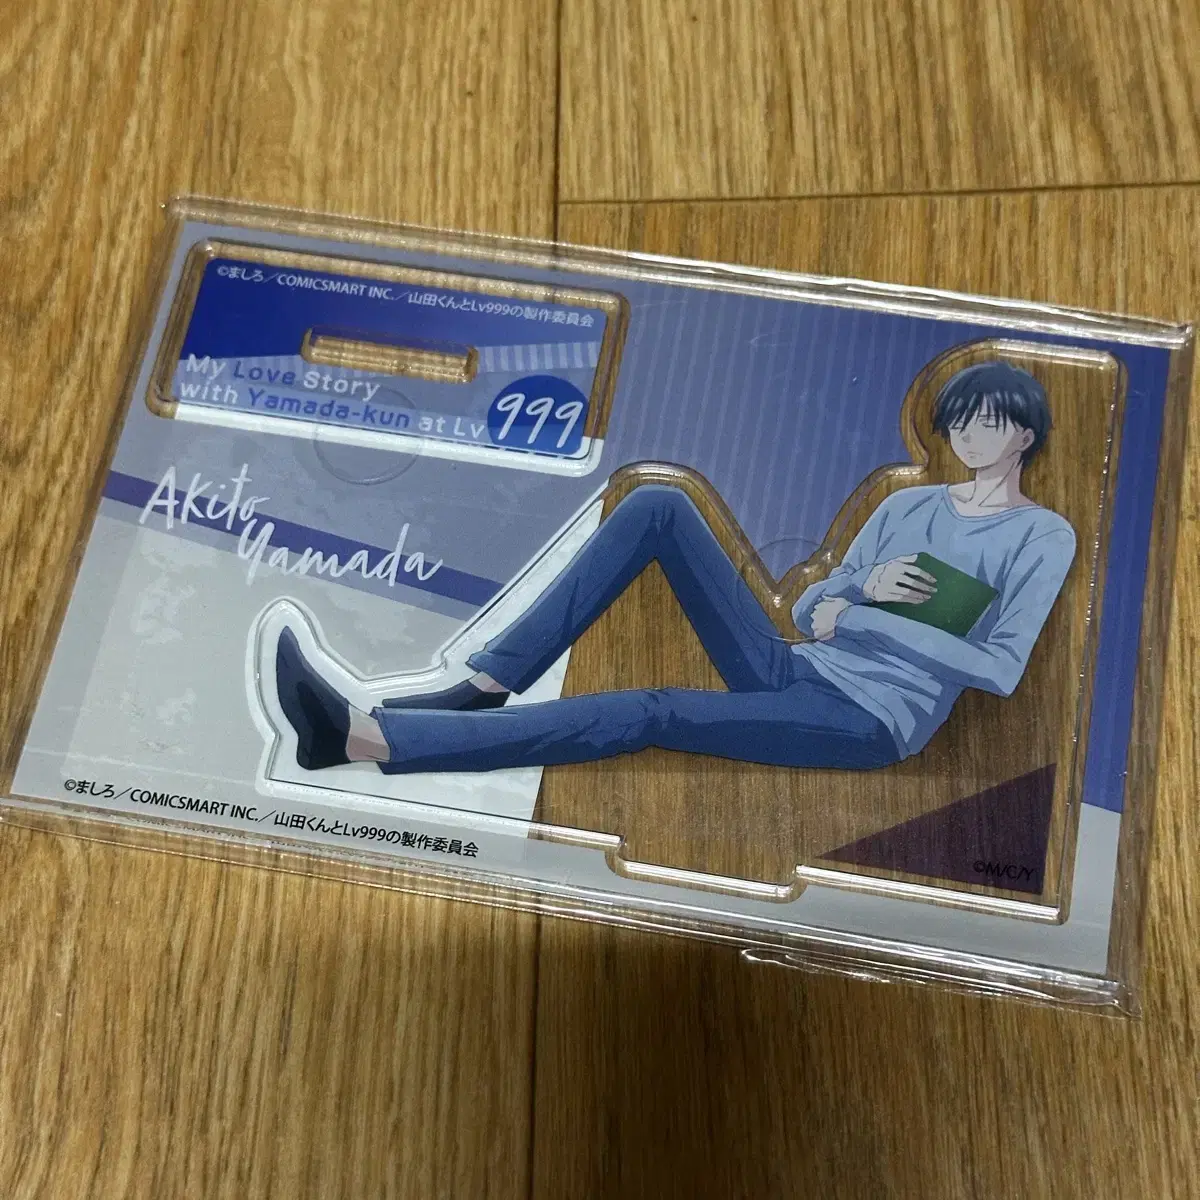 ©ましろ／COMICSMART INC.／山田くんとLv999の製作委員会
My Love Story
with Yamada-kun at Lv 999
Akito
Yamada
©ましろ／COMICSMART INC.／山田くんとLv999の製作委員会
©M/C/Y